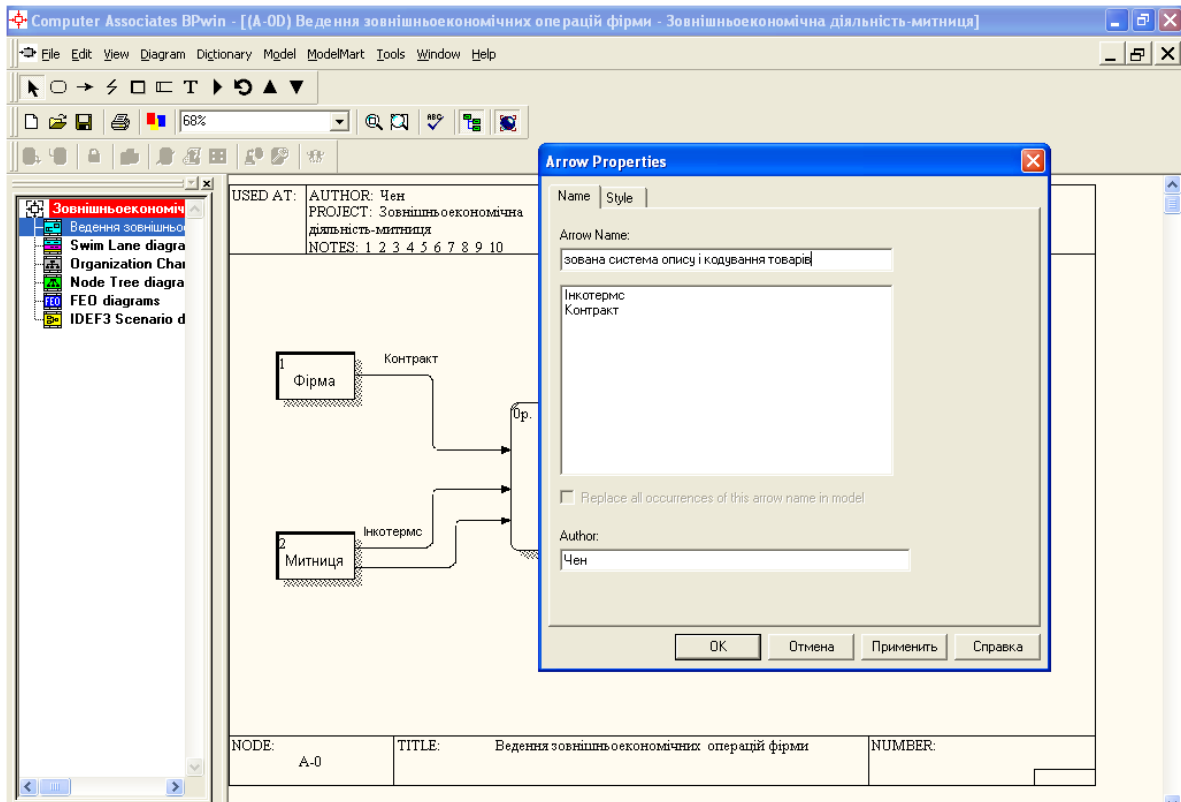 Computer Associates BPwin - [(A-0D) Ведення зовнішньоекономічних операцій фірми - Зовнішньоекономічна діяльність-митниця]
File Edit View Diagram Dictionary Model ModelMart Tools Window Help
T
68%
ABC
USED AT:
AUTHOR: Чен
PROJECT: Зовнішньоекономічна
діяльність-митниця
NOTES: 1 2 3 4 5 6 7 8 9 10
Зовнішньоекономіч
Ведення зовнішньо
Swim Lane diagra
Organization Char
Node Tree diagra
FEO diagrams
IDEF3 Scenario d
1
Фірма
Контракт
0р.
Інкотермс
2
Митниця
Arrow Properties
Name Style
Arrow Name:
зована система опису і кодування товарів
Інкотермс
Контракт
Replace all occurrences of this arrow name in model
Author:
Чен
OK Отмена Применить Справка
NODE:
A-0
TITLE:
Ведення зовнішньоекономічних операцій фірми
NUMBER: